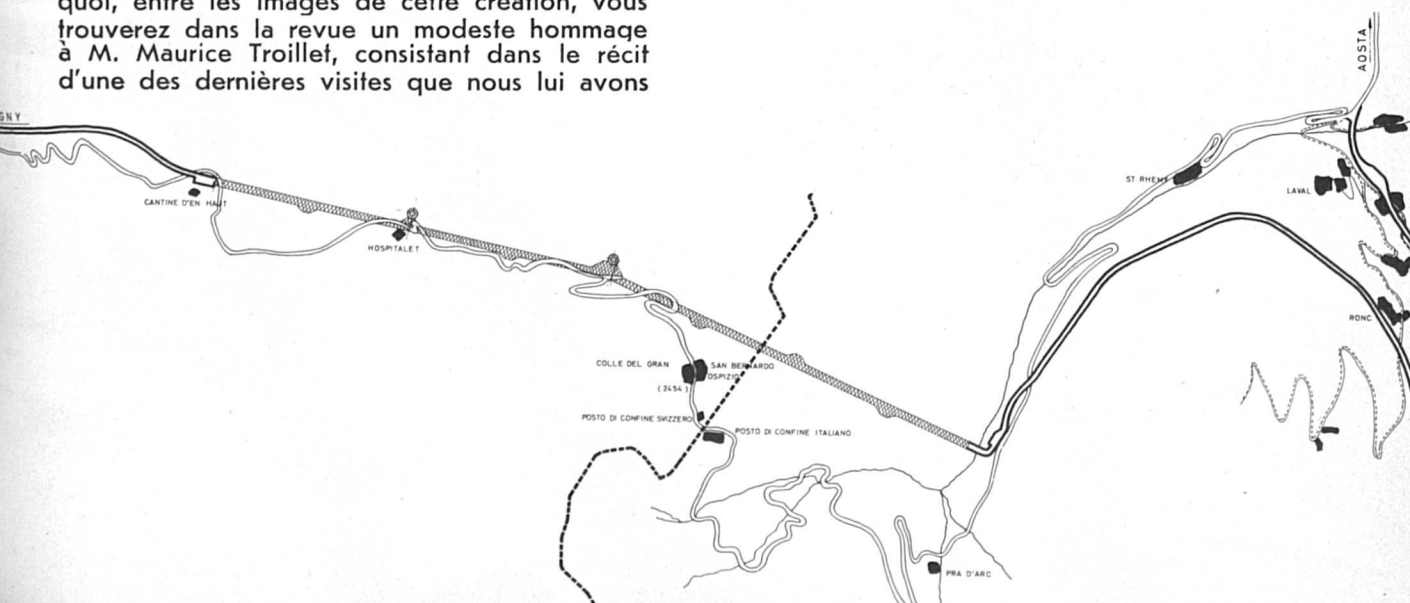 quoi, entre les images de cette création, vous
trouverez dans la revue un modeste hommage
à M. Maurice Troillet, consistant dans le récit
d'une des dernières visites que nous lui avons
AOSTA
GNY
CANTINE D'EN HAUT
HOSPITALET
ST RHEMY
LAVAL
RONC
COLLE DEL GRAN SAN BERNARDO
OSPIZIO
(2454)
POSTO DI CONFINE SVIZZERO
POSTO DI CONFINE ITALIANO
PRA D'ARC